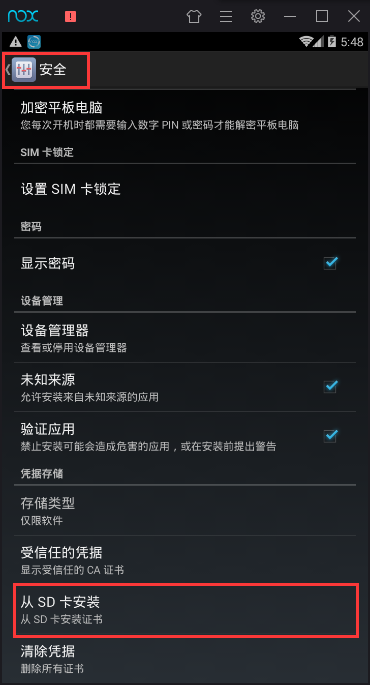 nox
5:48
安全
加密平板电脑
您每次开机时都需要输入数字 PIN 或密码才能解密平板电脑
SIM 卡锁定
设置 SIM 卡锁定
密码
显示密码
设备管理
设备管理器
查看或停用设备管理器
未知来源
允许安装来自未知来源的应用
验证应用
禁止安装可能会造成危害的应用，或在安装前提出警告
凭据存储
存储类型
仅限软件
受信任的凭据
显示受信任的 CA 证书
从 SD 卡安装
从 SD 卡安装证书
清除凭据
删除所有证书